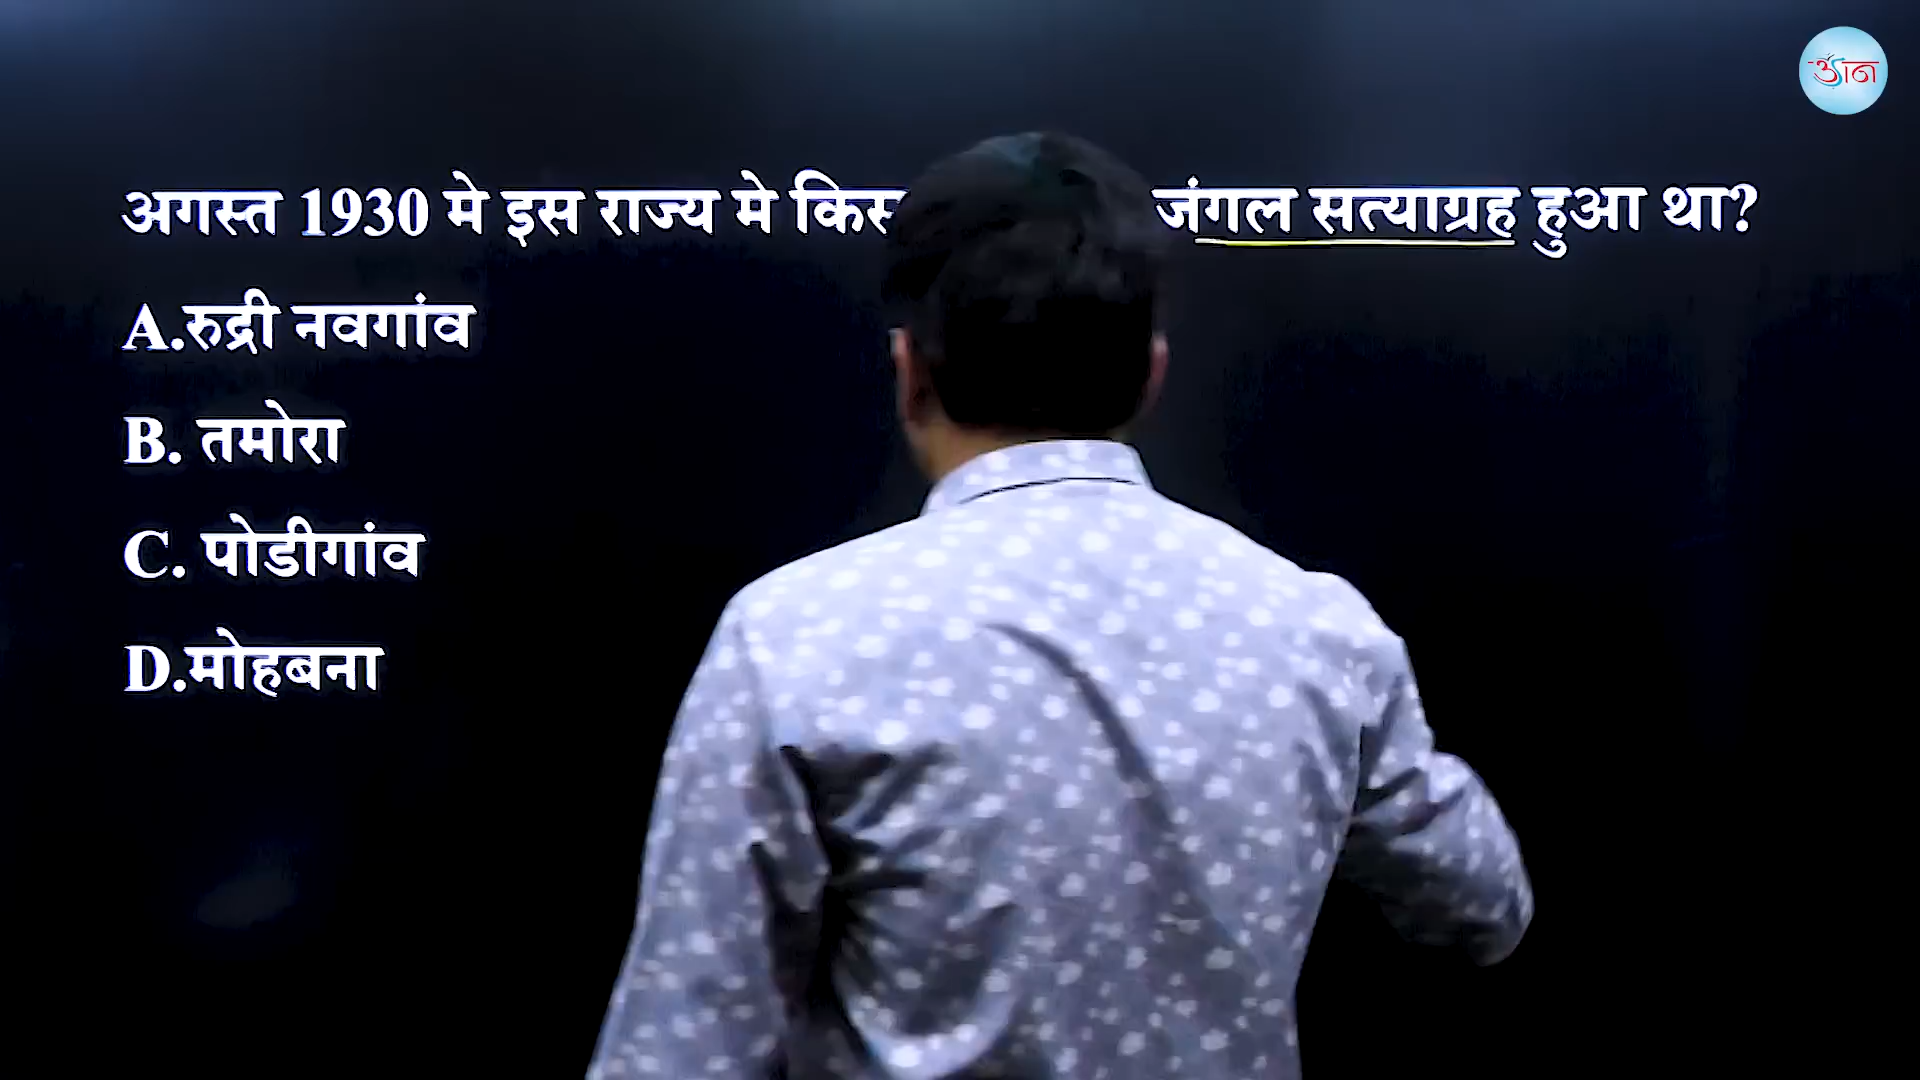 ज्ञान
अगस्त 1930 मे इस राज्य मे किस जंगल सत्याग्रह हुआ था?
A.रुद्री नवगांव
B. तमोरा
C. पोडीगांव
D.मोहबना